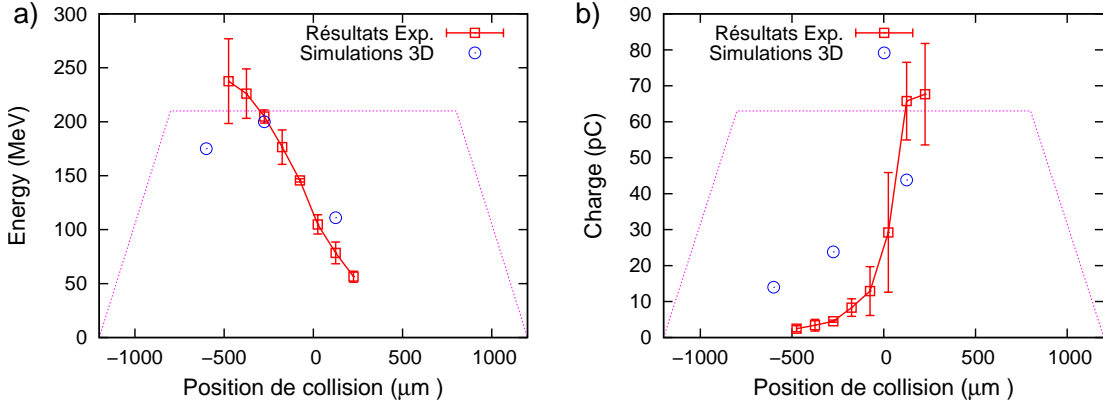 a)
Résultats Exp.
Simulations 3D
Energy (MeV)
300
250
200
150
100
50
0
−1000 −500 0 500 1000
Position de collision (μm )
b)
Résultats Exp.
Simulations 3D
Charge (pC)
90
80
70
60
50
40
30
20
10
0
−1000 −500 0 500 1000
Position de collision (μm )